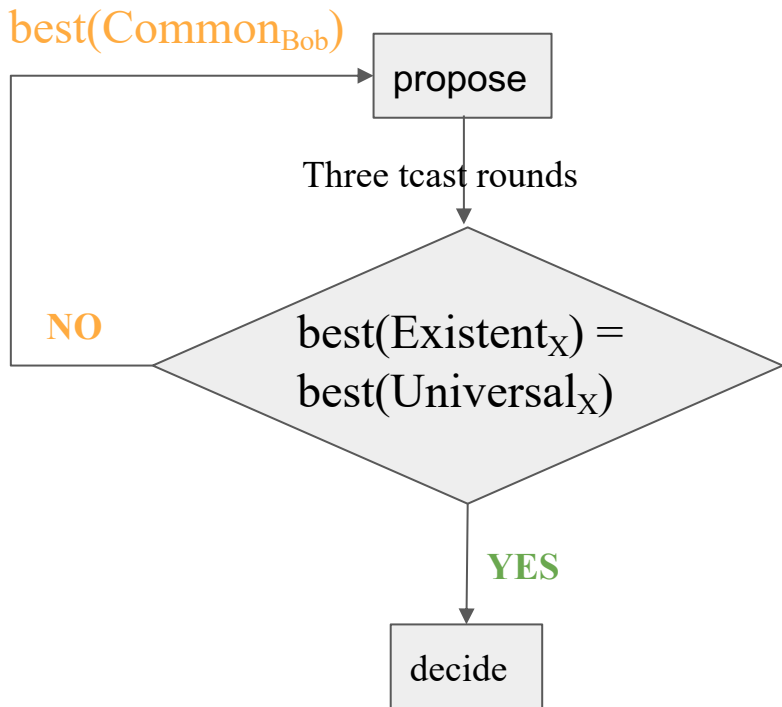 best(Common_Bob)
propose
Three tcast rounds
NO
best(Existent_X) =
best(Universal_X)
YES
decide